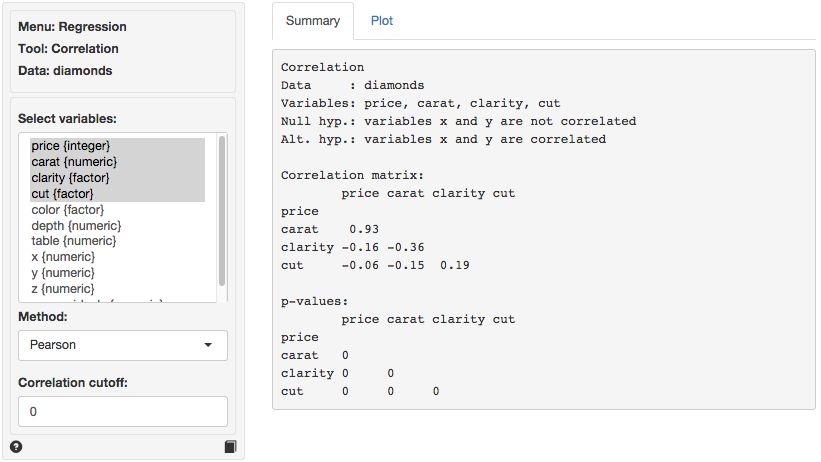 Menu: Regression
Tool: Correlation
Data: diamonds
Select variables:
price {integer}
carat {numeric}
clarity {factor}
cut {factor}
color {factor}
depth {numeric}
table {numeric}
x {numeric}
y {numeric}
z {numeric}
Method:
Pearson
Correlation cutoff:
0
?
Summary Plot
Correlation
Data : diamonds
Variables: price, carat, clarity, cut
Null hyp.: variables x and y are not correlated
Alt. hyp.: variables x and y are correlated
Correlation matrix:
price carat clarity cut
price
carat 0.93
clarity -0.16 -0.36
cut -0.06 -0.15 0.19
p-values:
price carat clarity cut
price
carat 0
clarity 0 0
cut 0 0 0